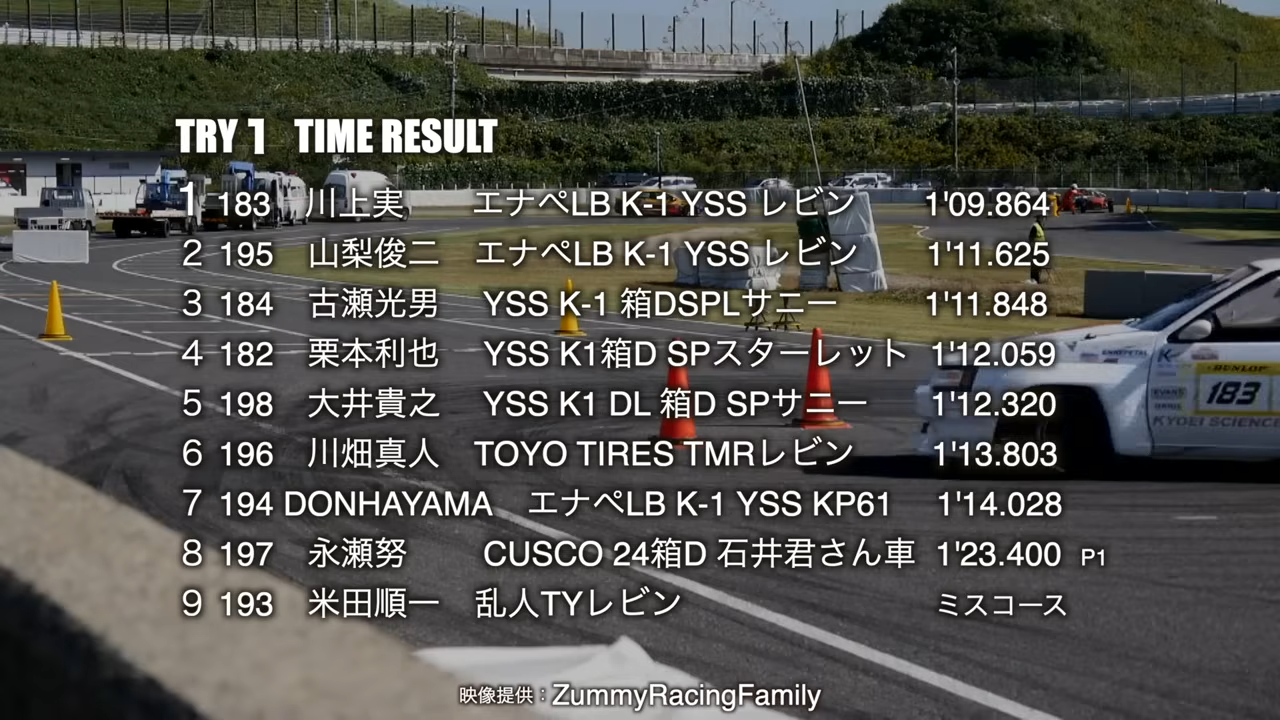 TRY 1 TIME RESULT
1 183 川上実 エナペLB K-1 YSS レビン 1'09.864
2 195 山梨俊二 エナペLB K-1 YSS レビン 1'11.625
3 184 古瀬光男 YSS K-1 箱DSPLサニー 1'11.848
4 182 栗本利也 YSS K1箱D SPスターレット 1'12.059
5 198 大井貴之 YSS K1 DL 箱D SPサニー 1'12.320
6 196 川畑真人 TOYO TIRES TMRレビン 1'13.803
7 194 DONHAYAMA エナペLB K-1 YSS KP61 1'14.028
8 197 永瀬努 CUSCO 24箱D 石井君さん車 1'23.400 P1
9 193 米田順一 乱人TYレビン ミスコース
ENNEPETAL
DUNLOP
183
KYOEI SCIENCE
映像提供：ZummyRacingFamily